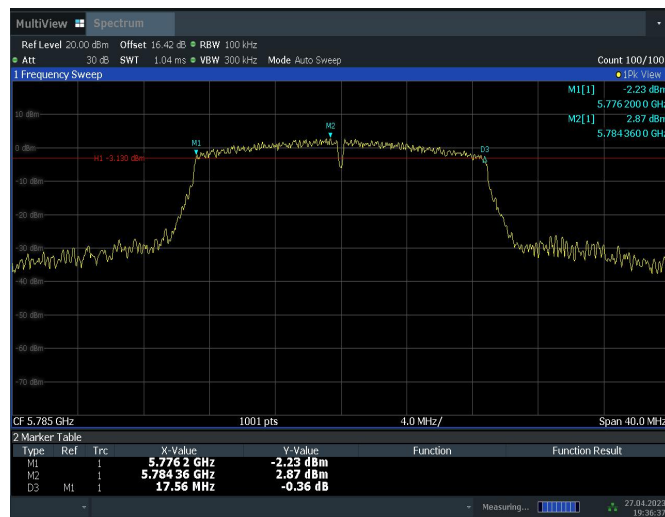 MultiView Spectrum
Ref Level 20.00 dBm Offset 16.42 dB RBW 100 kHz
Att 30 dB SWT 1.04 ms VBW 300 kHz Mode Auto Sweep Count 100/100
1 Frequency Sweep 1Pk View
M1[1] -2.23 dBm
5.776 200 0 GHz
M2[1] 2.87 dBm
5.784 360 0 GHz
10 dBm
M2
M1
0 dBm
D3
H1 -3.130 dBm
-10 dBm
-20 dBm
-30 dBm
-40 dBm
-50 dBm
-60 dBm
-70 dBm
CF 5.785 GHz 1001 pts 4.0 MHz/ Span 40.0 MHz
2 Marker Table
Type Ref Trc X-Value Y-Value Function Function Result
M1 1 5.776 2 GHz -2.23 dBm
M2 1 5.784 36 GHz 2.87 dBm
D3 M1 1 17.56 MHz -0.36 dB
Measuring... 27.04.2023
19:36:37